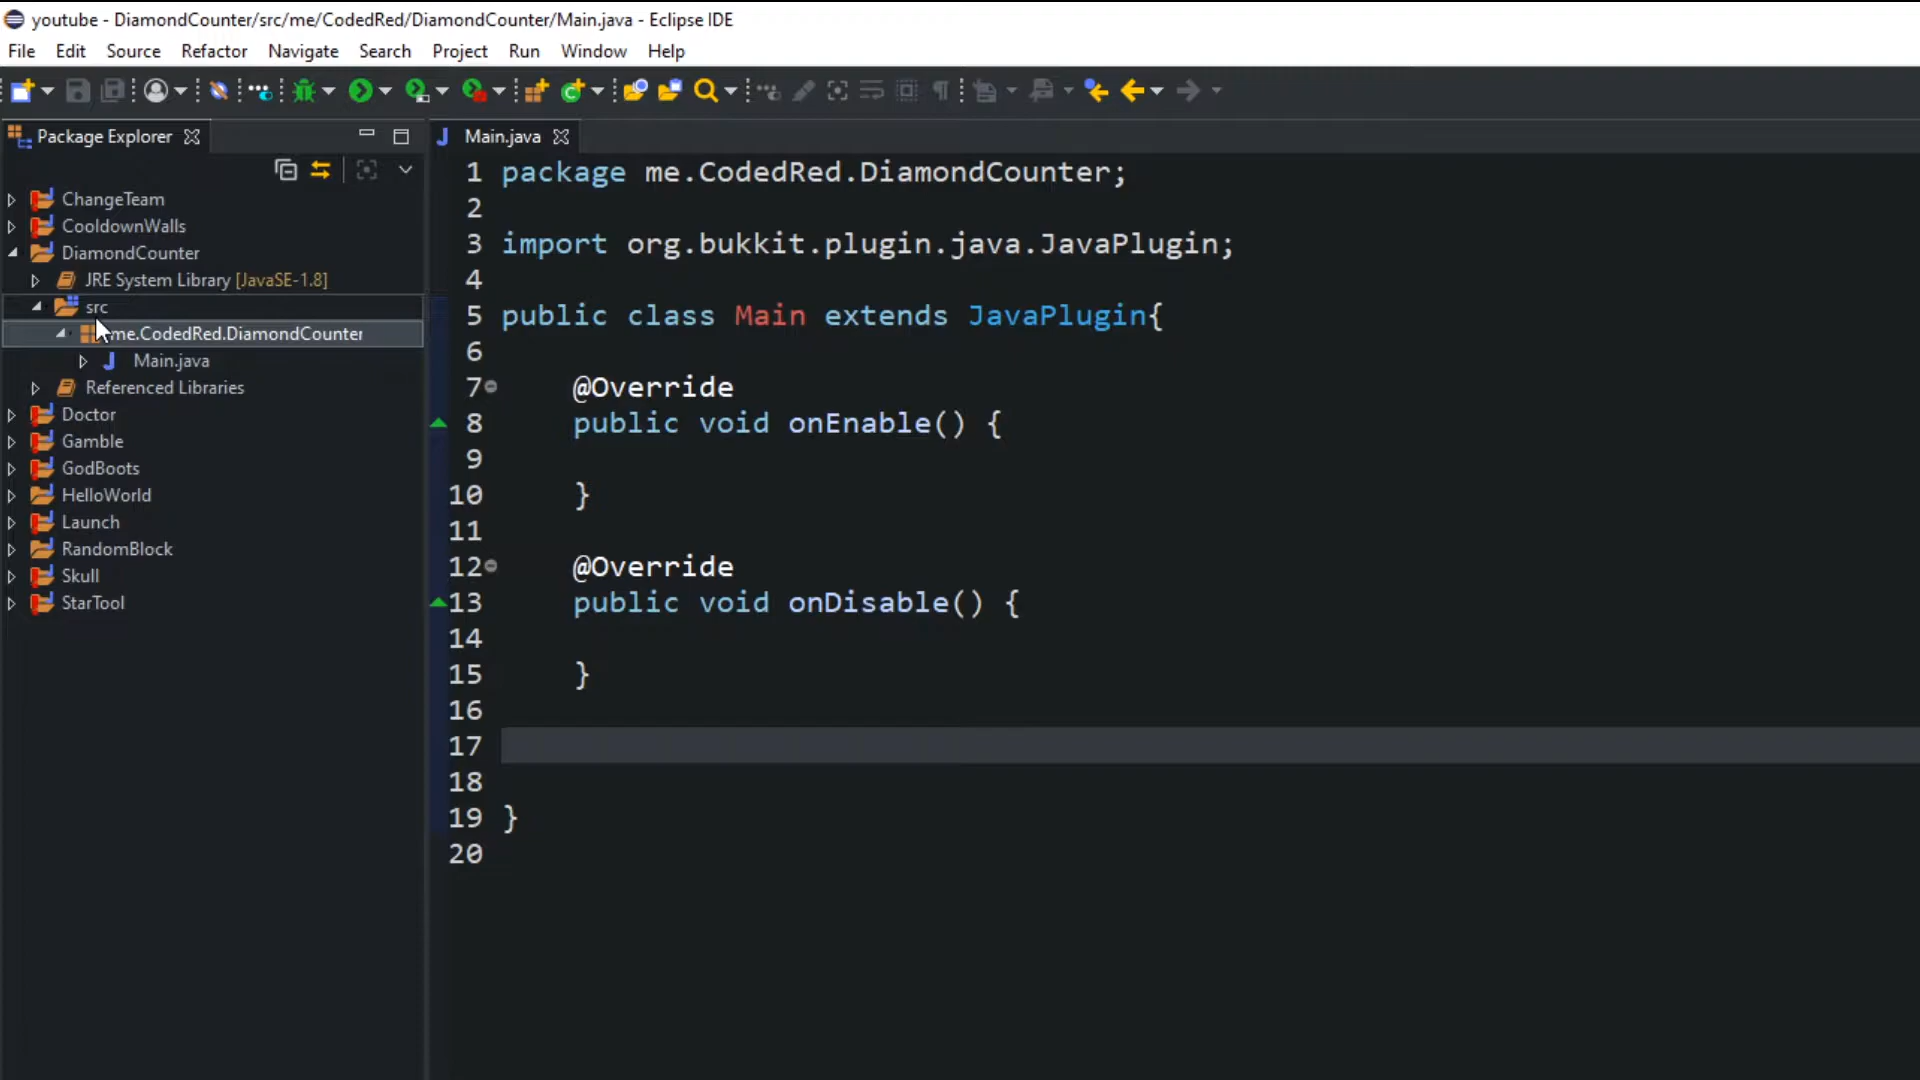 youtube - DiamondCounter/src/me/CodedRed/DiamondCounter/Main.java - Eclipse IDE
File Edit Source Refactor Navigate Search Project Run Window Help
Package Explorer
ChangeTeam
CooldownWalls
DiamondCounter
JRE System Library [JavaSE-1.8]
src
me.CodedRed.DiamondCounter
Main.java
Referenced Libraries
Doctor
Gamble
GodBoots
HelloWorld
Launch
RandomBlock
Skull
StarTool
Main.java
1 package me.CodedRed.DiamondCounter;
2
3 import org.bukkit.plugin.java.JavaPlugin;
4
5 public class Main extends JavaPlugin{
6
7 @Override
8 public void onEnable() {
9
10 }
11
12 @Override
13 public void onDisable() {
14
15 }
16
17
18
19 }
20